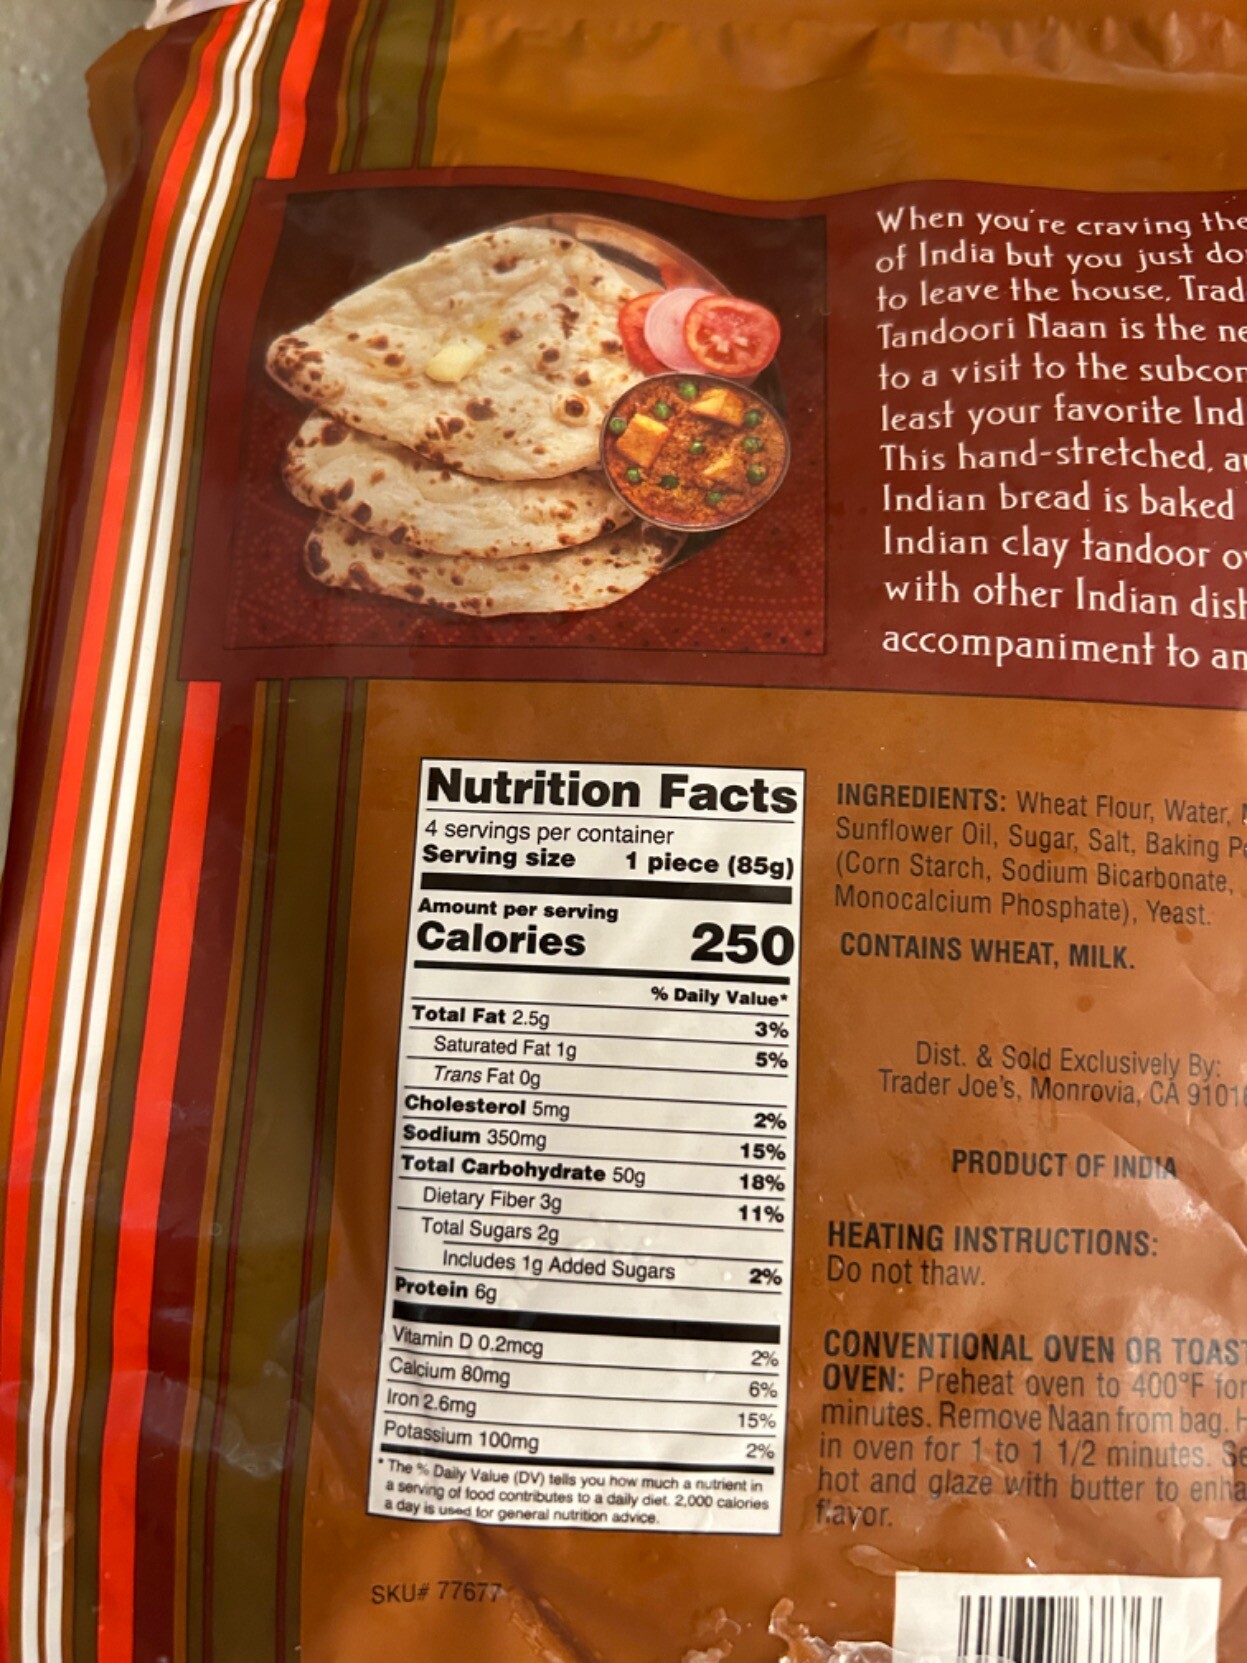 When you're craving the
of India but you just
to leave the house,
Tandoori Naan is the
to a visit to the
least your favorite
This hand-stretched,
Indian bread is baked
Indian clay tandoor
with other Indian
accompaniment to
Nutrition Facts
4 servings per container
Serving size 1 piece (85g)
Amount per serving
Calories 250
% Daily Value*
Total Fat 2.5g 3%
Saturated Fat 1g 5%
Trans Fat 0g
Cholesterol 5mg 2%
Sodium 350mg 15%
Total Carbohydrate 50g 18%
Dietary Fiber 3g 11%
Total Sugars 2g
Includes 1g Added Sugars 2%
Protein 6g
Vitamin D 0.2mcg 2%
Calcium 80mg 6%
Iron 2.6mg 15%
Potassium 100mg 2%
* The % Daily Value (DV) tells you how much a nutrient in
a serving of food contributes to a daily diet. 2,000 calories
a day is used for general nutrition advice.
SKU# 77677
INGREDIENTS: Wheat Flour, Water,
Sunflower Oil, Sugar, Salt, Baking
(Corn Starch, Sodium Bicarbonate,
Monocalcium Phosphate), Yeast.
CONTAINS WHEAT, MILK.
Dist. & Sold Exclusively By:
Trader Joe's, Monrovia, CA
PRODUCT OF INDIA
HEATING INSTRUCTIONS:
Do not thaw.
CONVENTIONAL OVEN OR
OVEN: Preheat oven to 400°F for
minutes. Remove Naan from bag.
in oven for 1 to 1 1/2 minutes.
hot and glaze with butter to
flavor.